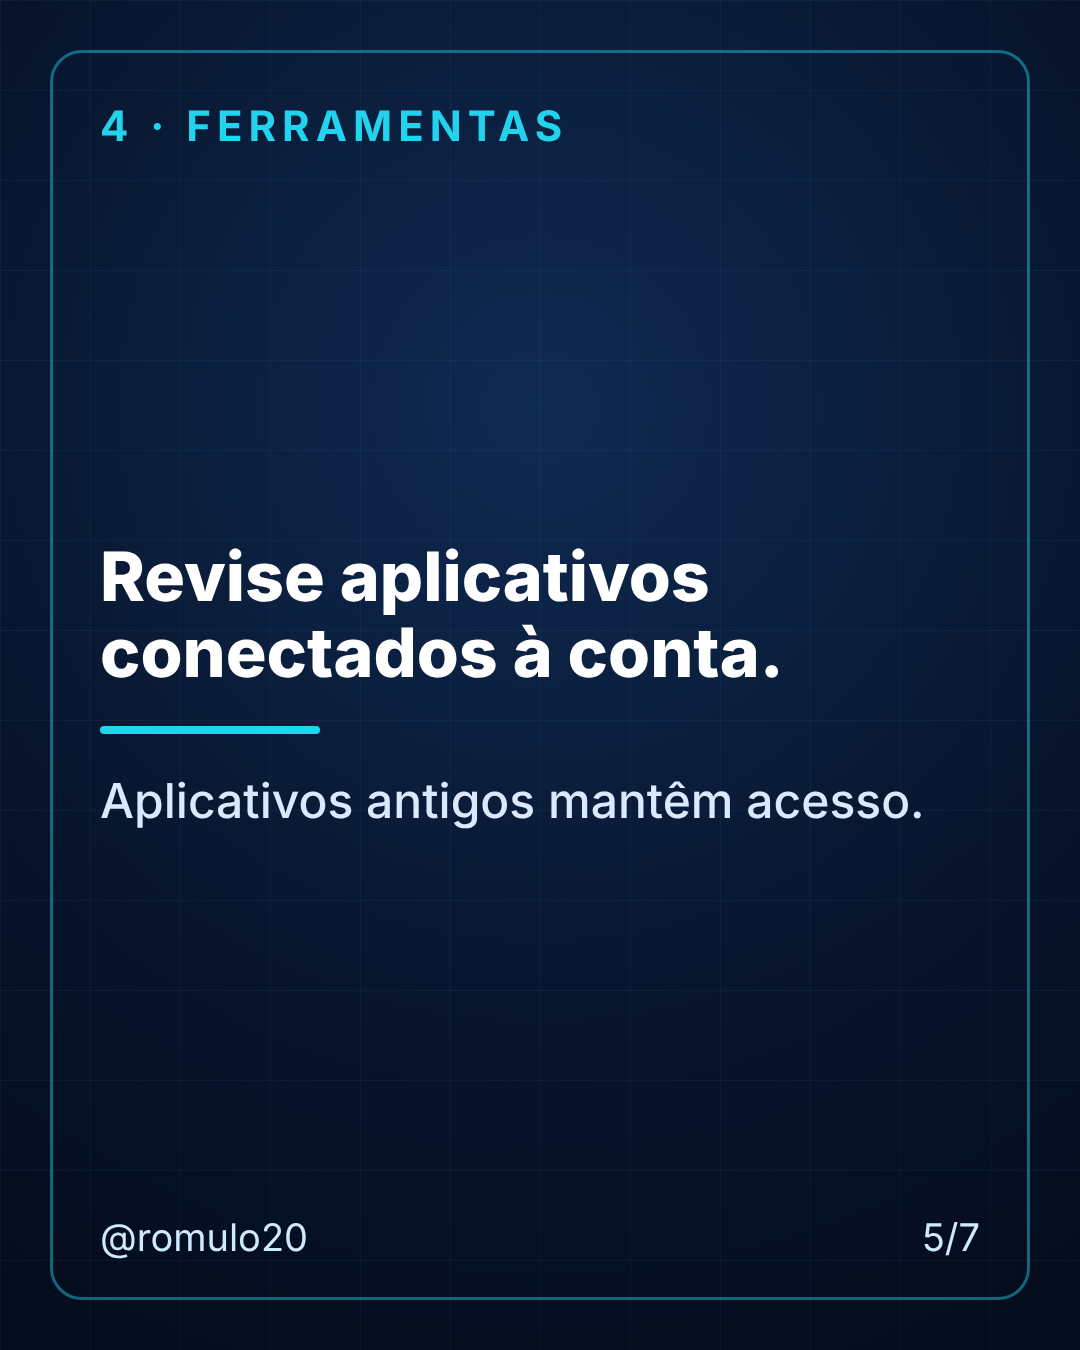 4 · FERRAMENTAS
Revise aplicativos
conectados à conta.
Aplicativos antigos mantêm acesso.
@romulo20
5/7